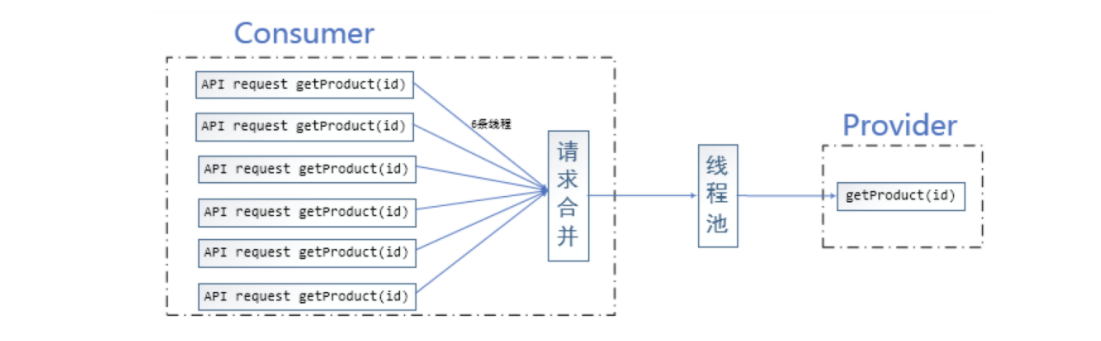 Consumer
API request getProduct(id)
API request getProduct(id)
API request getProduct(id)
API request getProduct(id)
API request getProduct(id)
API request getProduct(id)
6条线程
请求合并
线程池
Provider
getProduct(id)